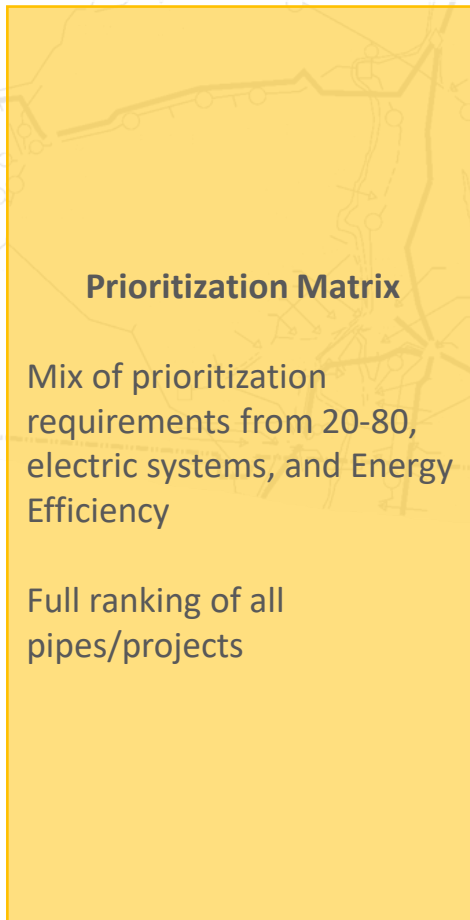 Prioritization Matrix
Mix of prioritization
requirements from 20-80,
electric systems, and Energy
Efficiency
Full ranking of all
pipes/projects